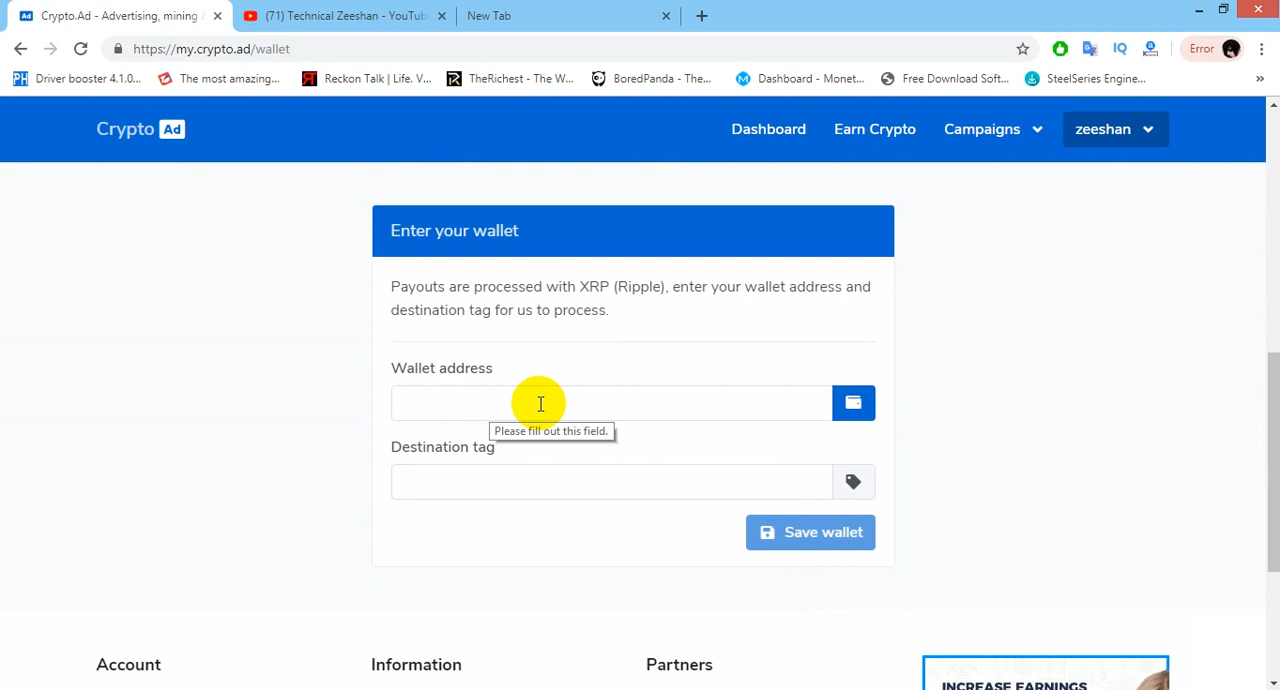 Crypto.Ad - Advertising, mining
(71) Technical Zeeshan - YouTub
New Tab
https://my.crypto.ad/wallet
Error
Driver booster 4.1.0...
The most amazing...
Reckon Talk | Life. V...
TheRichest - The W...
BoredPanda - The...
Dashboard - Monet...
Free Download Soft...
SteelSeries Engine...
Crypto Ad
Dashboard
Earn Crypto
Campaigns
zeeshan
Enter your wallet
Payouts are processed with XRP (Ripple), enter your wallet address and
destination tag for us to process.
Wallet address
Please fill out this field.
Destination tag
Save wallet
Account
Information
Partners
INCREASE EARNINGS